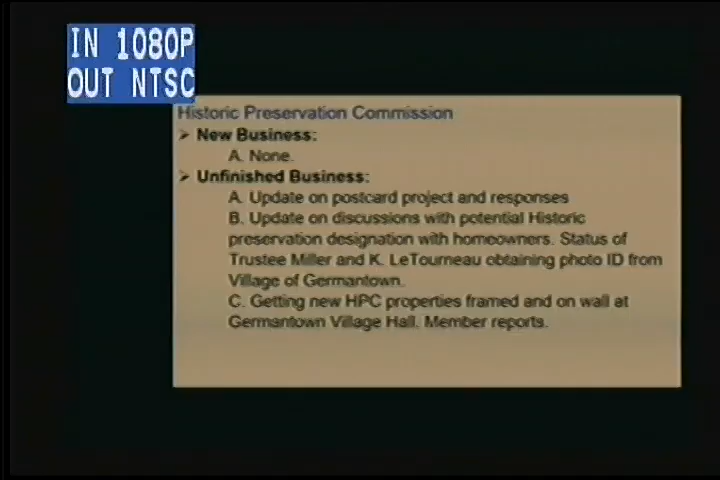 IN 1080P
OUT NTSC
Historic Preservation Commission
➢ New Business:
A. None.
➢ Unfinished Business:
A. Update on postcard project and responses
B. Update on discussions with potential Historic
preservation designation with homeowners. Status of
Trustee Miller and K. LeTourneau obtaining photo ID from
Village of Germantown.
C. Getting new HPC properties framed and on wall at
Germantown Village Hall. Member reports.